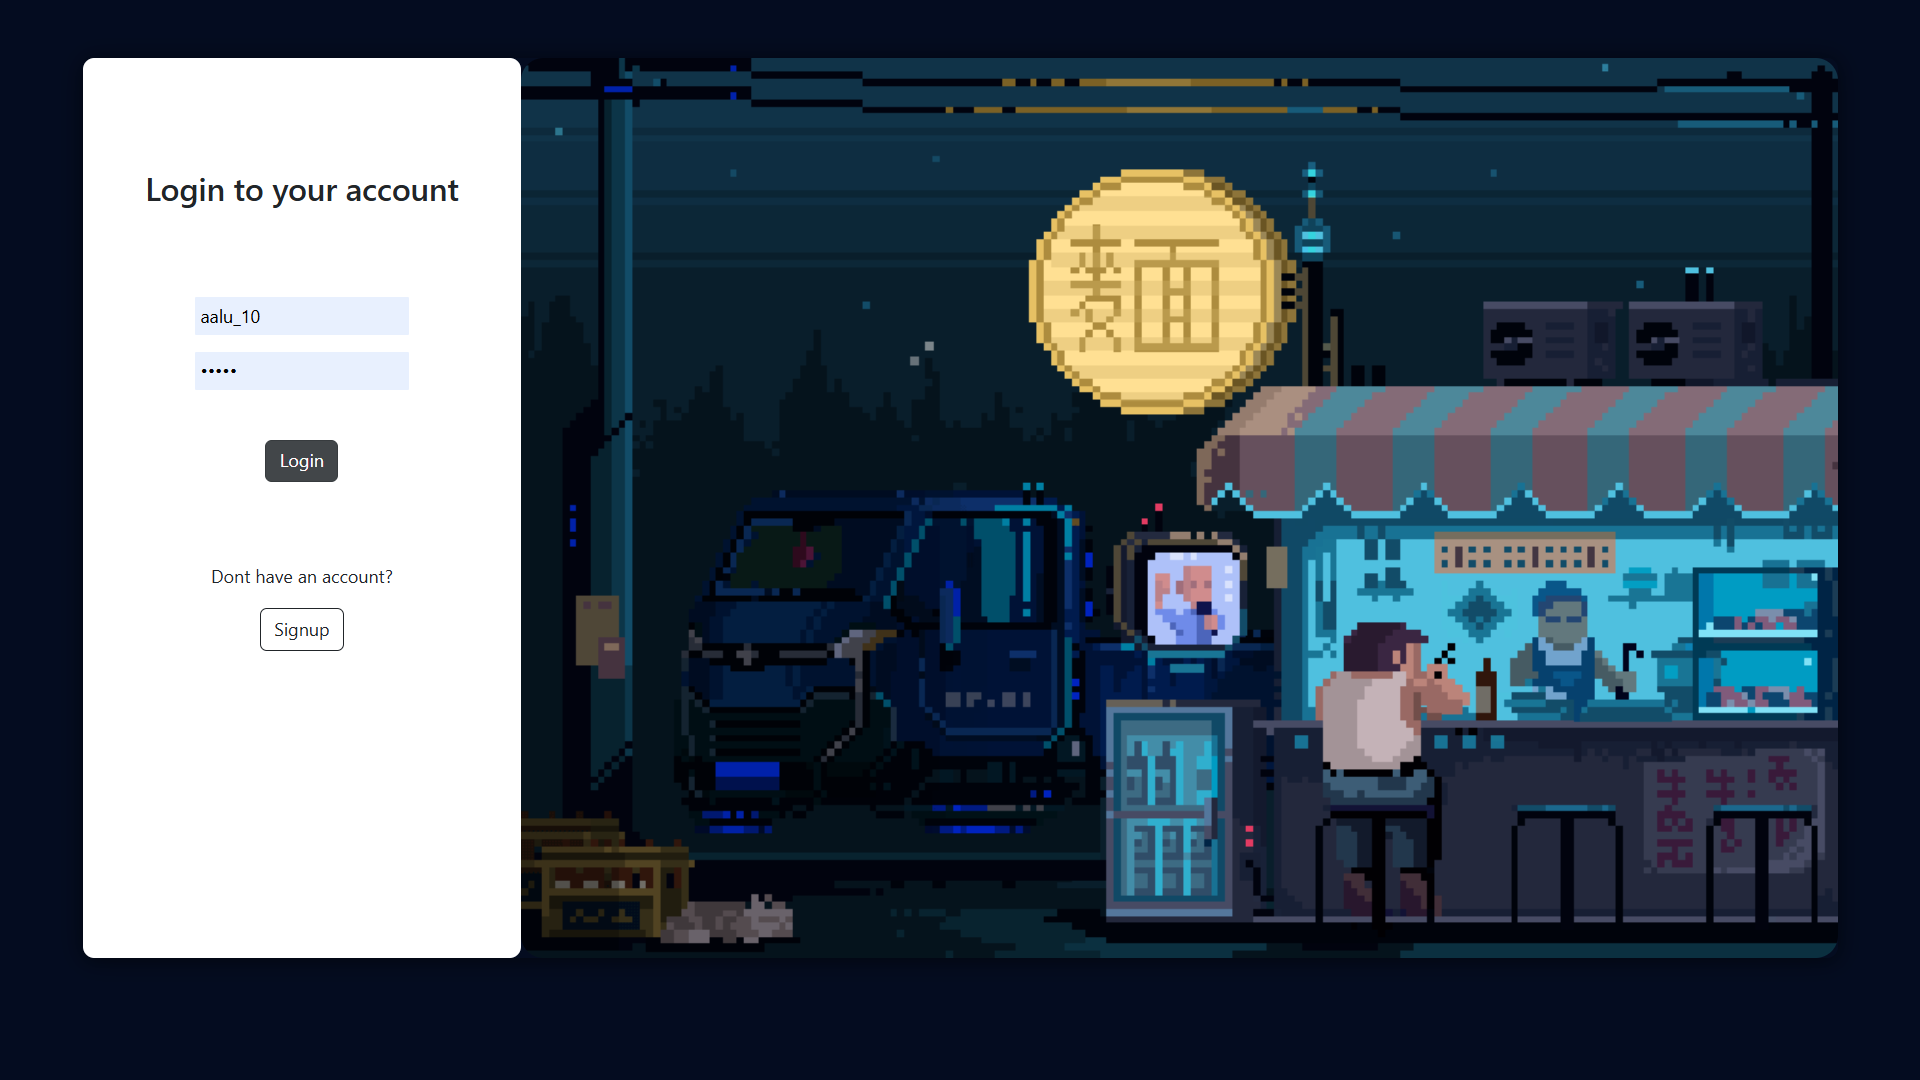 Login to your account
麵
aalu_10
•••••
Login
Dont have an account?
Signup